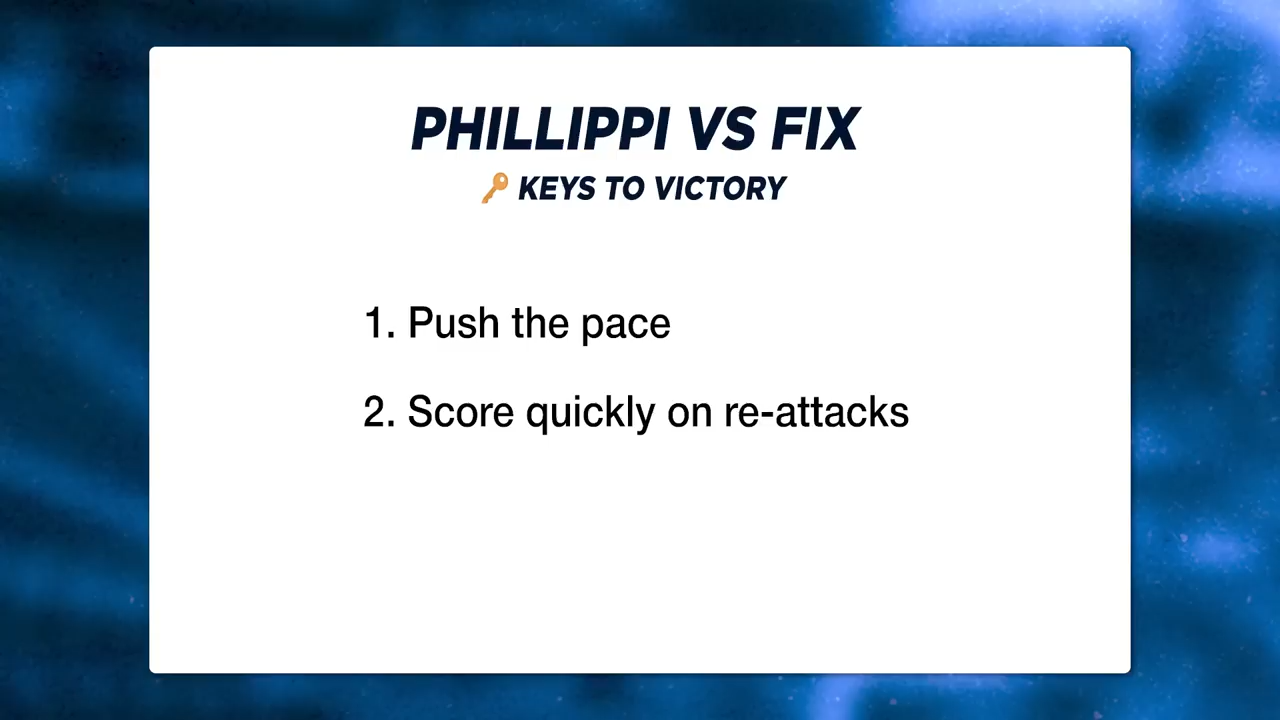 PHILLIPPI VS FIX
KEYS TO VICTORY
1. Push the pace
2. Score quickly on re-attacks